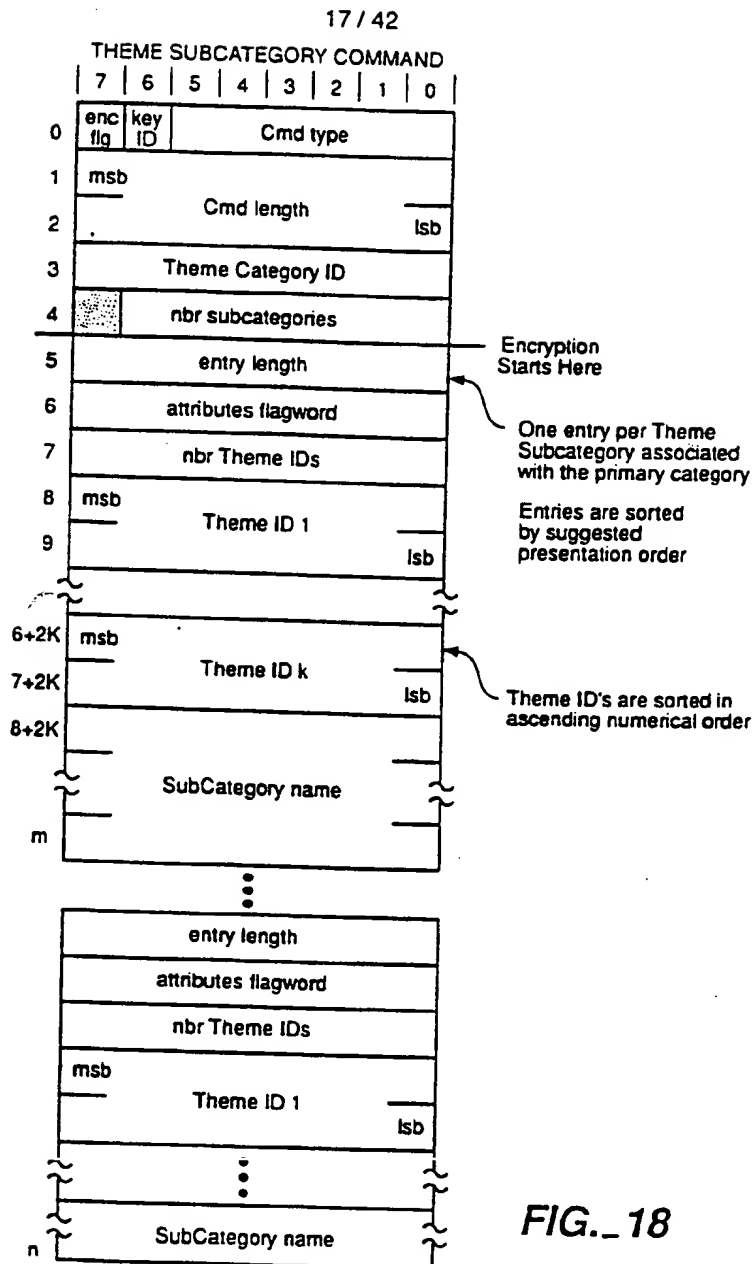 17 / 42
THEME SUBCATEGORY COMMAND
| 7 | 6 | 5 | 4 | 3 | 2 | 1 | 0 |
0 enc flg key ID Cmd type
1 msb
Cmd length
2 lsb
3 Theme Category ID
4 nbr subcategories
Encryption
Starts Here
5 entry length
6 attributes flagword
One entry per Theme
Subcategory associated
with the primary category
7 nbr Theme IDs
8 msb
Theme ID 1
9 lsb
Entries are sorted
by suggested
presentation order
6+2K msb
Theme ID k
7+2K lsb
Theme ID's are sorted in
ascending numerical order
8+2K
SubCategory name
m
entry length
attributes flagword
nbr Theme IDs
msb
Theme ID 1
lsb
SubCategory name
n
FIG._18